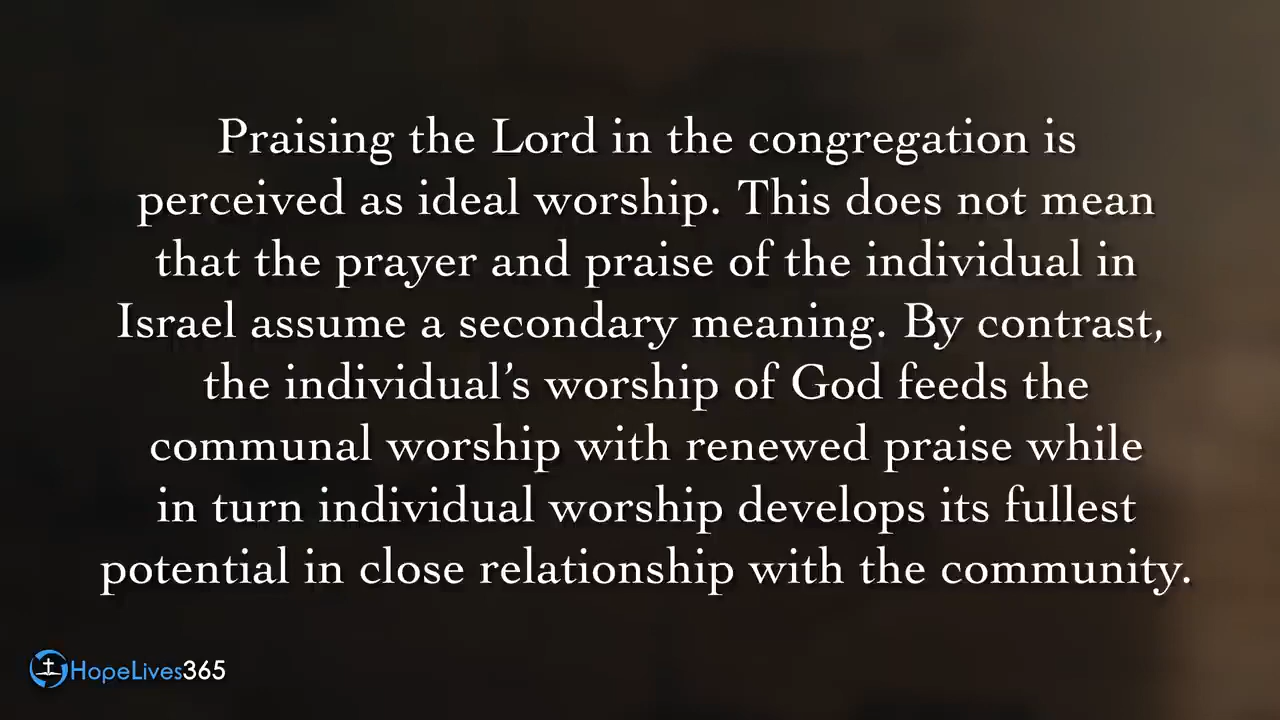 Praising the Lord in the congregation is
perceived as ideal worship. This does not mean
that the prayer and praise of the individual in
Israel assume a secondary meaning. By contrast,
the individual’s worship of God feeds the
communal worship with renewed praise while
in turn individual worship develops its fullest
potential in close relationship with the community.
HopeLives365